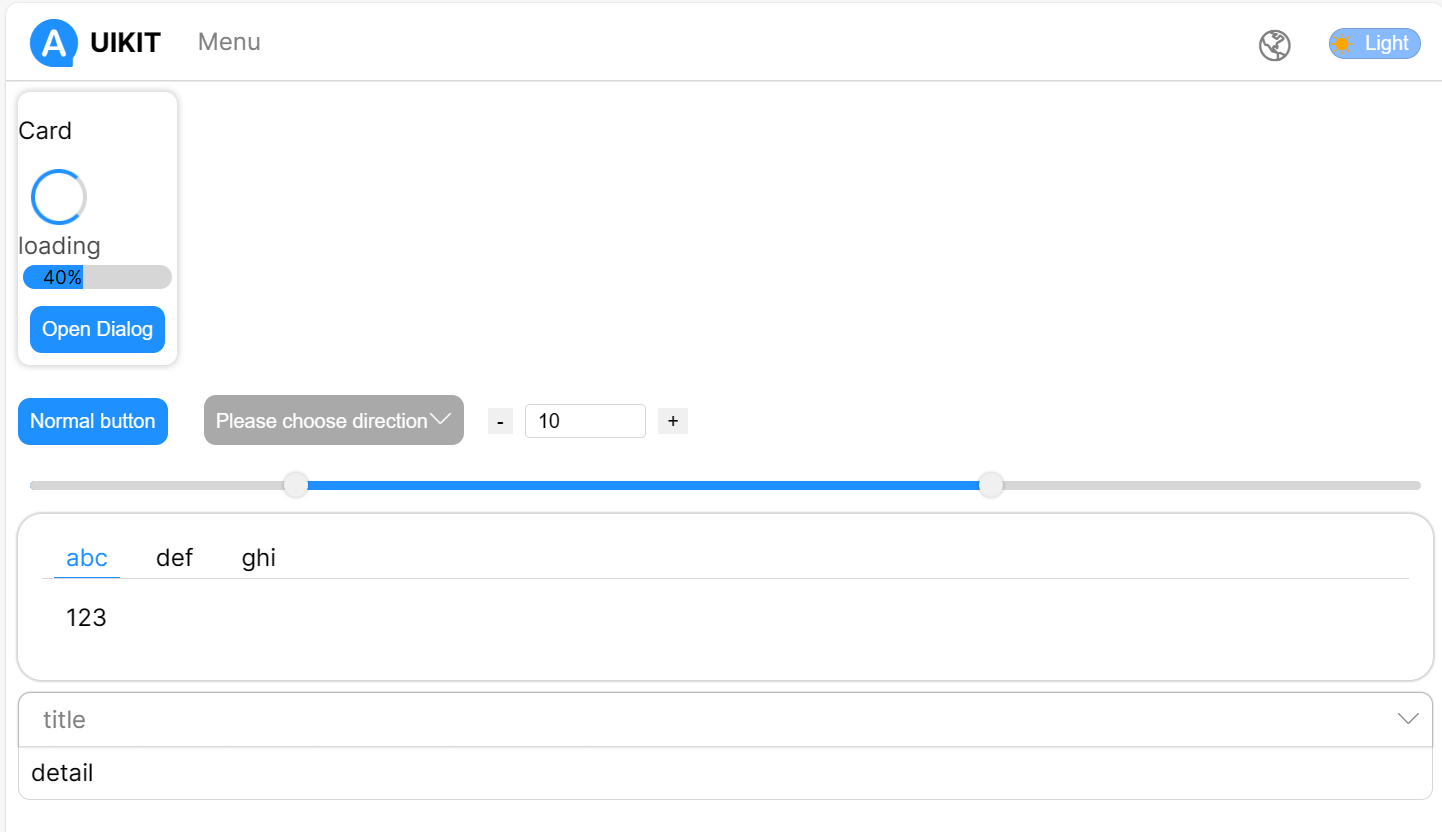 A UIKIT Menu Light
Card
loading
40%
Open Dialog
Normal button Please choose direction - 10 +
abc def ghi
123
title
detail